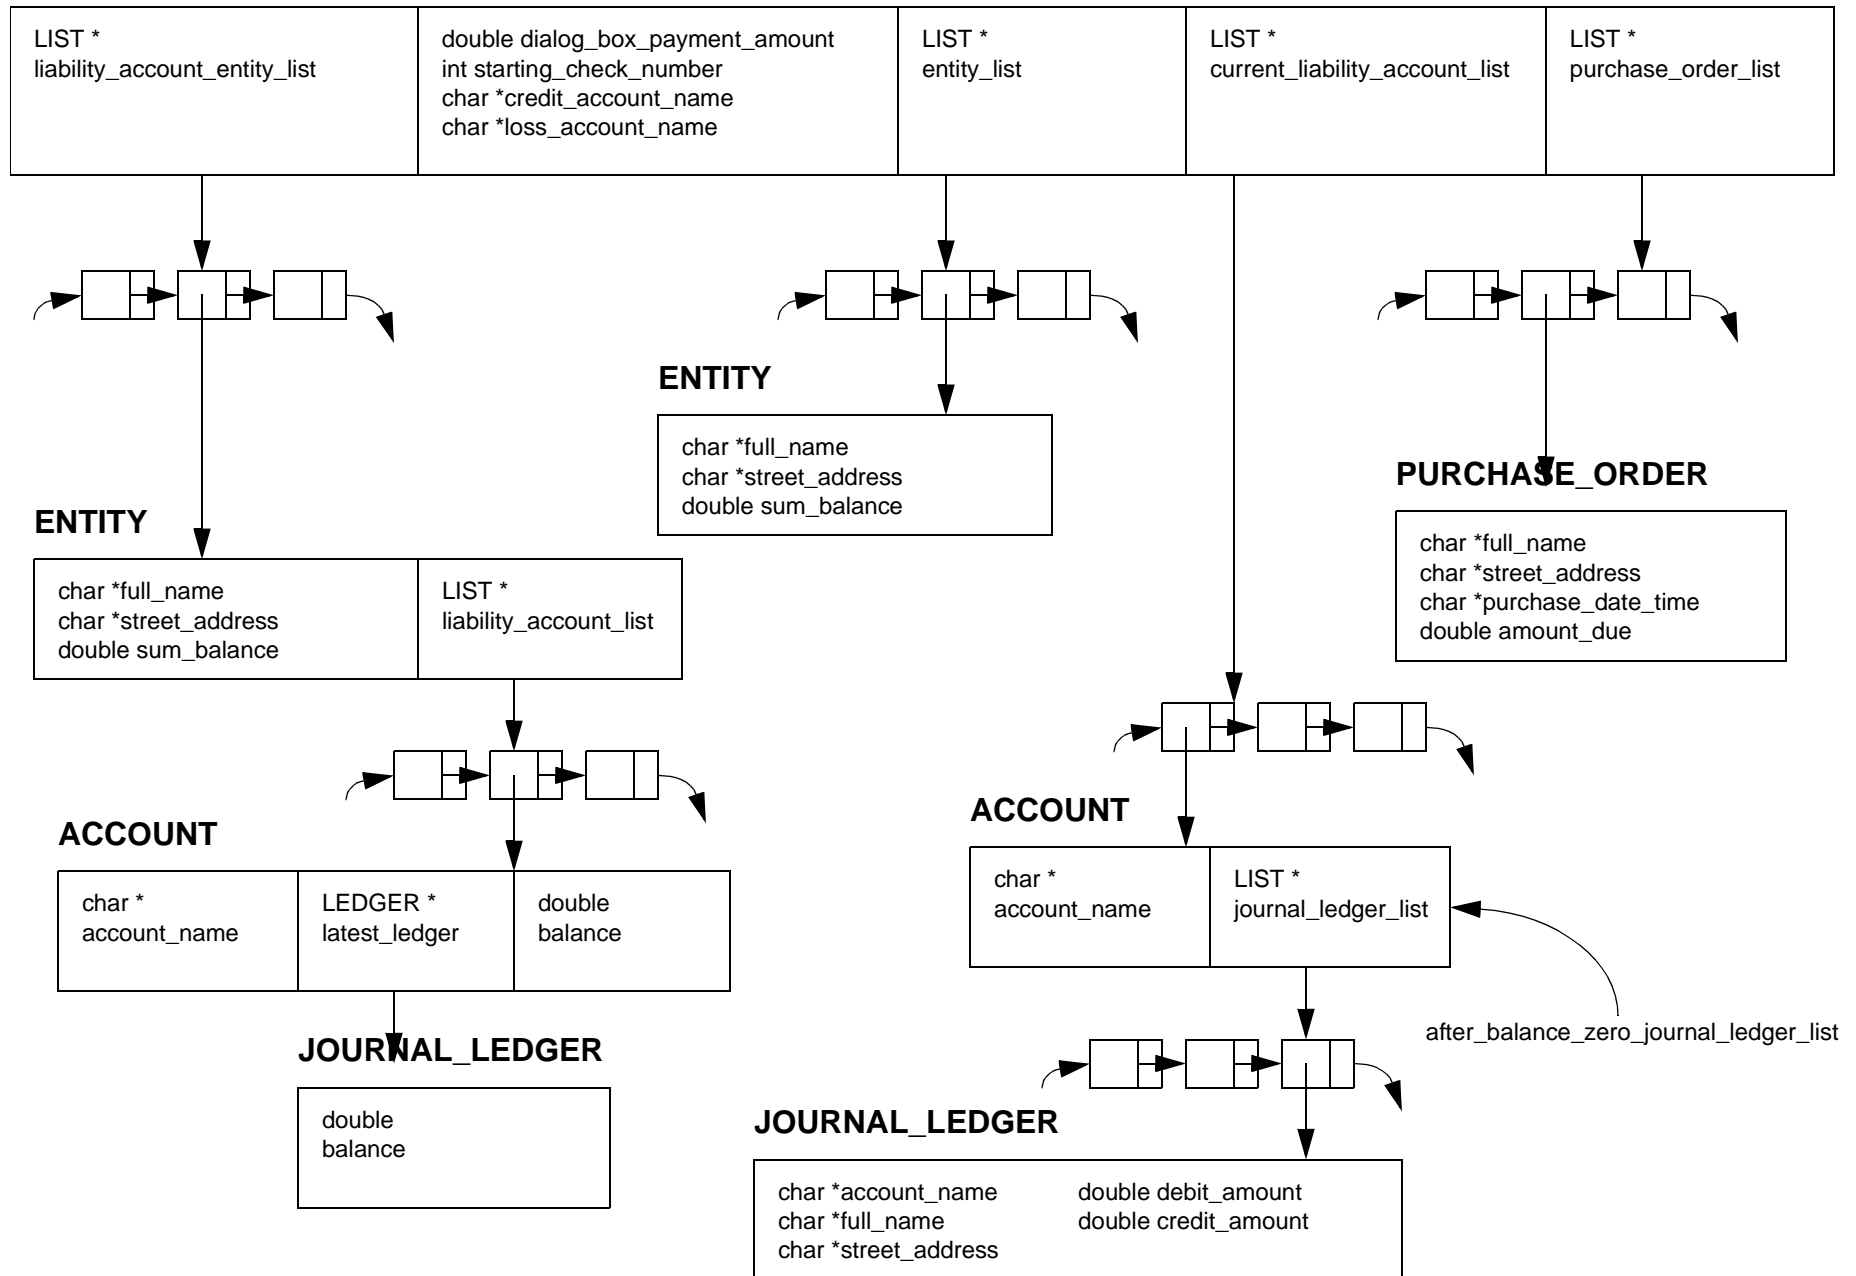 LIST *
liability_account_entity_list
double dialog_box_payment_amount
int starting_check_number
char *credit_account_name
char *loss_account_name
LIST *
entity_list
LIST *
current_liability_account_list
LIST *
purchase_order_list
ENTITY
char *full_name
char *street_address
double sum_balance
PURCHASE_ORDER
char *full_name
char *street_address
char *purchase_date_time
double amount_due
ENTITY
char *full_name
char *street_address
double sum_balance
LIST *
liability_account_list
ACCOUNT
char *
account_name
LEDGER *
latest_ledger
double
balance
ACCOUNT
char *
account_name
LIST *
journal_ledger_list
after_balance_zero_journal_ledger_list
JOURNAL_LEDGER
double
balance
JOURNAL_LEDGER
char *account_name
char *full_name
char *street_address
double debit_amount
double credit_amount